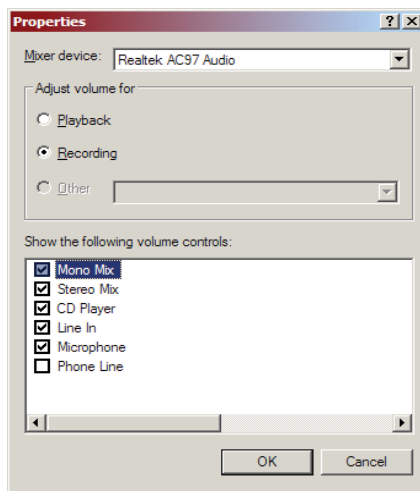 Properties
Mixer device: Realtek AC97 Audio
Adjust volume for
Playback
Recording
Other
Show the following volume controls:
Mono Mix
Stereo Mix
CD Player
Line In
Microphone
Phone Line
OK Cancel